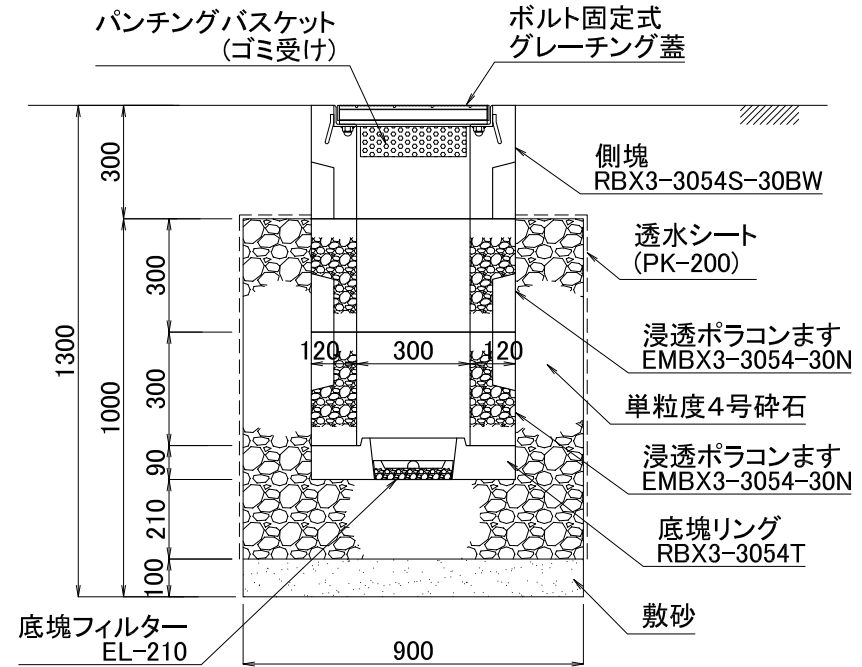 パンチングバスケット
(ゴミ受け)
ボルト固定式
グレーチング蓋
側塊
RBX3-3054S-30BW
透水シート
(PK-200)
浸透ポラコンます
EMBX3-3054-30N
単粒度4号砕石
浸透ポラコンます
EMBX3-3054-30N
底塊リング
RBX3-3054T
敷砂
底塊フィルター
EL-210
300
300
300
90
210
100
1000
1300
120 300 120
900